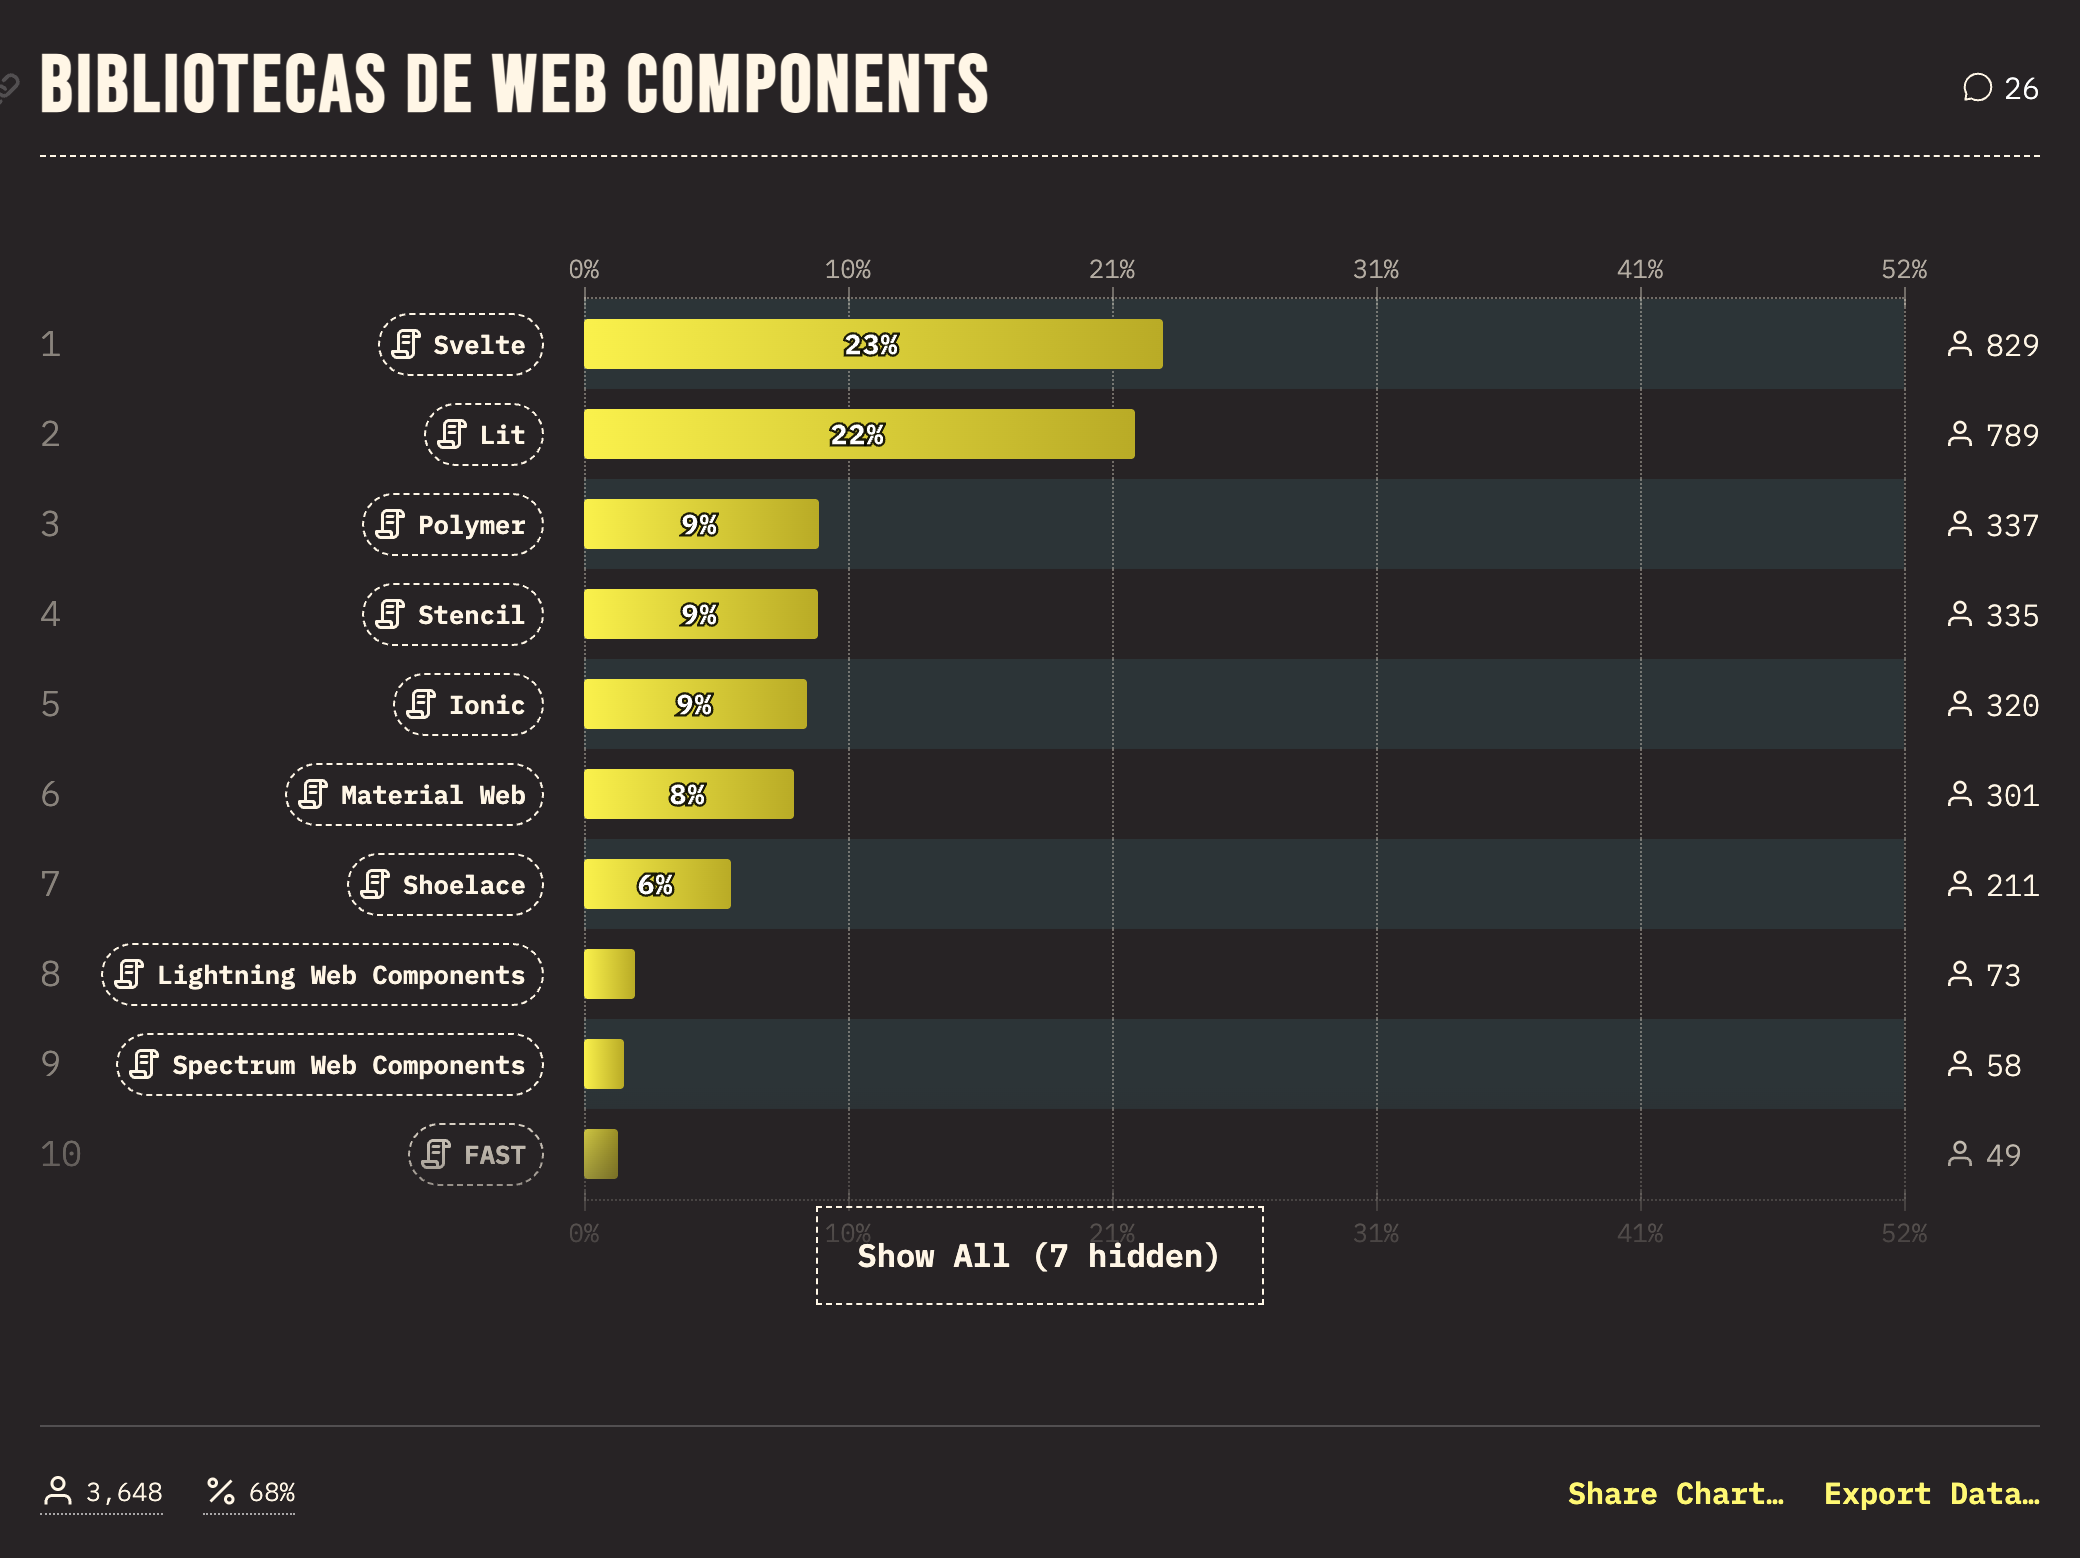 BIBLIOTECAS DE WEB COMPONENTS
26
0% 10% 21% 31% 41% 52%
1 Svelte 23% 829
2 Lit 22% 789
3 Polymer 9% 337
4 Stencil 9% 335
5 Ionic 9% 320
6 Material Web 8% 301
7 Shoelace 6% 211
8 Lightning Web Components 73
9 Spectrum Web Components 58
10 FAST 49
0% 10% 21% 31% 41% 52%
Show All (7 hidden)
3,648 % 68% Share Chart… Export Data…